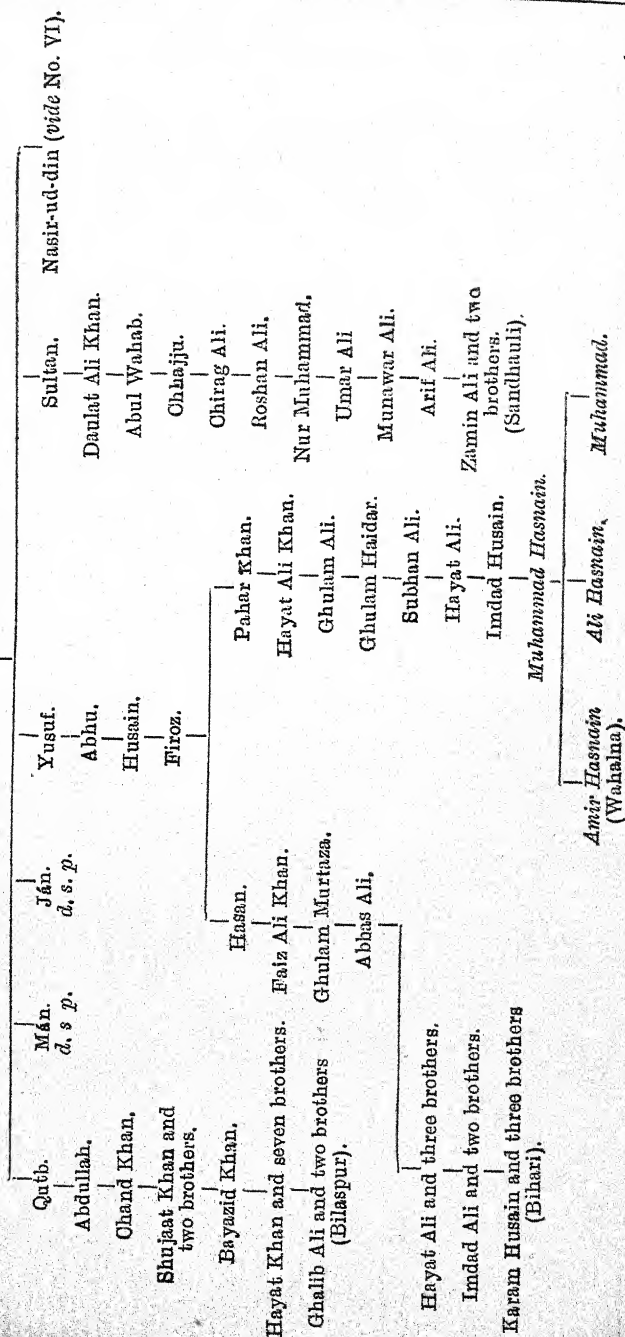 Qutb.
Abdullah.
Chand Khan.
Shujaat Khan and
two brothers.
Bayazid Khan.
Hayat Khan and seven brothers.
Ghalib Ali and two brothers
(Bilaspur).
Mán.
d. s p.
Ján.
d. s. p.
Yusuf.
Abhu.
Husain.
Firoz.
Hasan.
Faiz Ali Khan.
Ghulam Murtaza.
Abhas Ali.
Hayat Ali and three brothers.
Imdad Ali and two brothers.
Karam Husain and three brothers
(Bihari).
Pahar Khan.
Hayat Ali Khan.
Ghulam Ali.
Ghulam Haidar.
Subhan Ali.
Hayat Ali.
Imdad Husain.
Muhammad Hasnain.
Amir Hasnain
(Wahalna).
Ali Hasnain.
Muhammad.
Sultan.
Daulat Ali Khan.
Abul Wahab.
Chhajju.
Chirag Ali.
Roshan Ali.
Nur Muhammad.
Umar Ali
Munawar Ali.
Arif Ali.
Zamin Ali and two
brothers.
(Sandhauli).
Nasir-ud-din (vide No. VI).